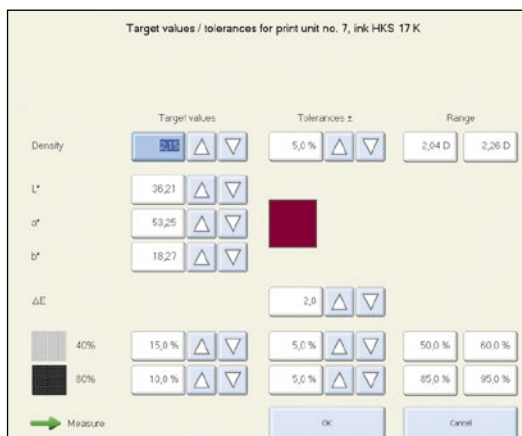 Target values / tolerances for print unit no. 7, ink HKS 17 K
Target values Tolerances ± Range
Density 2,15 5,0 % 2,04 D 2,26 D
L* 36,21
a* 53,25
b* 18,27
ΔE 2,0
40% 15,0 % 5,0 % 50,0 % 60,0 %
80% 10,0 % 5,0 % 85,0 % 95,0 %
Measure OK Cancel